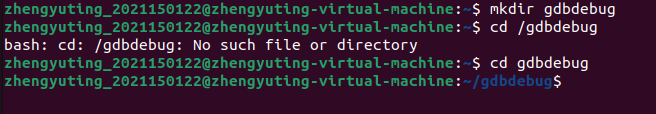 zhengyuting_2021150122@zhengyuting-virtual-machine:~$ mkdir gdbdebug
zhengyuting_2021150122@zhengyuting-virtual-machine:~$ cd /gdbdebug
bash: cd: /gdbdebug: No such file or directory
zhengyuting_2021150122@zhengyuting-virtual-machine:~$ cd gdbdebug
zhengyuting_2021150122@zhengyuting-virtual-machine:~/gdbdebug$